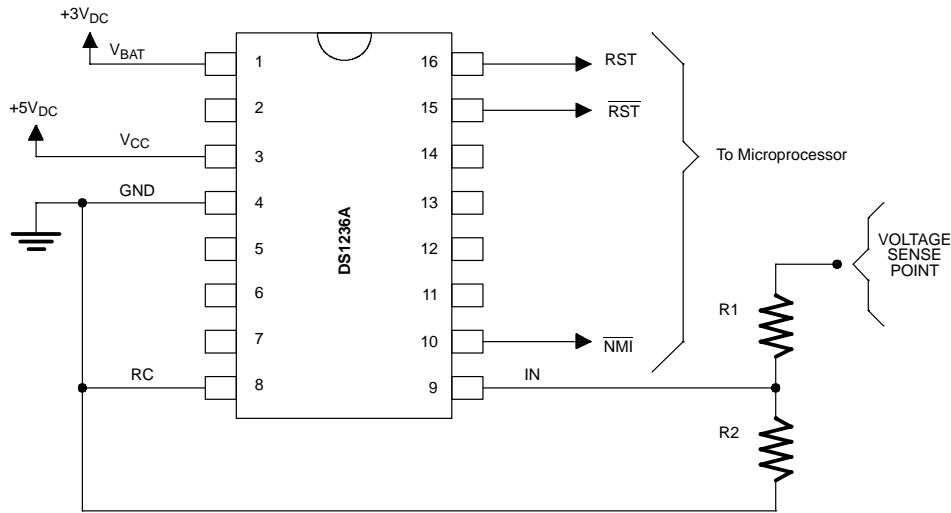 +3VDC
VBAT
1
16
RST
2
15
RST
+5VDC
VCC
3
14
To Microprocessor
GND
4
13
DS1236A
5
12
VOLTAGE
SENSE
POINT
6
11
R1
7
10
NMI
RC
8
9
IN
R2